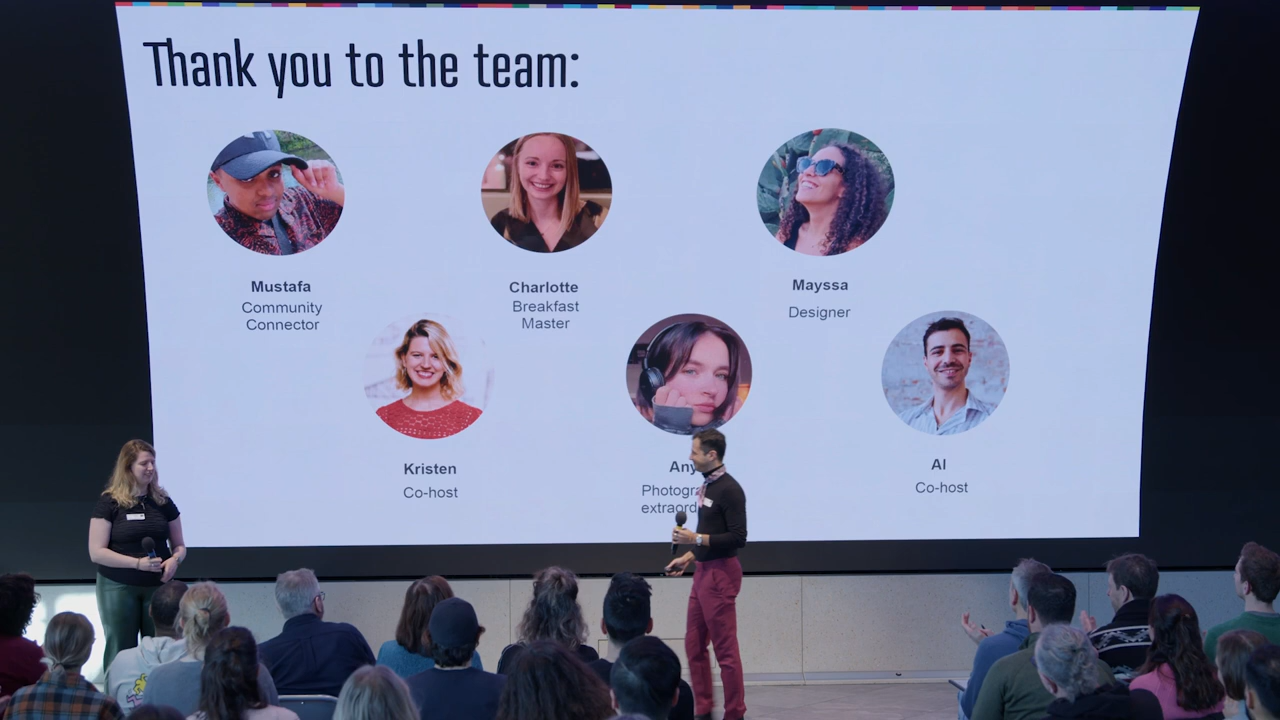 Thank you to the team:
Mustafa
Community
Connector
Charlotte
Breakfast
Master
Mayssa
Designer
Kristen
Co-host
Al
Co-host